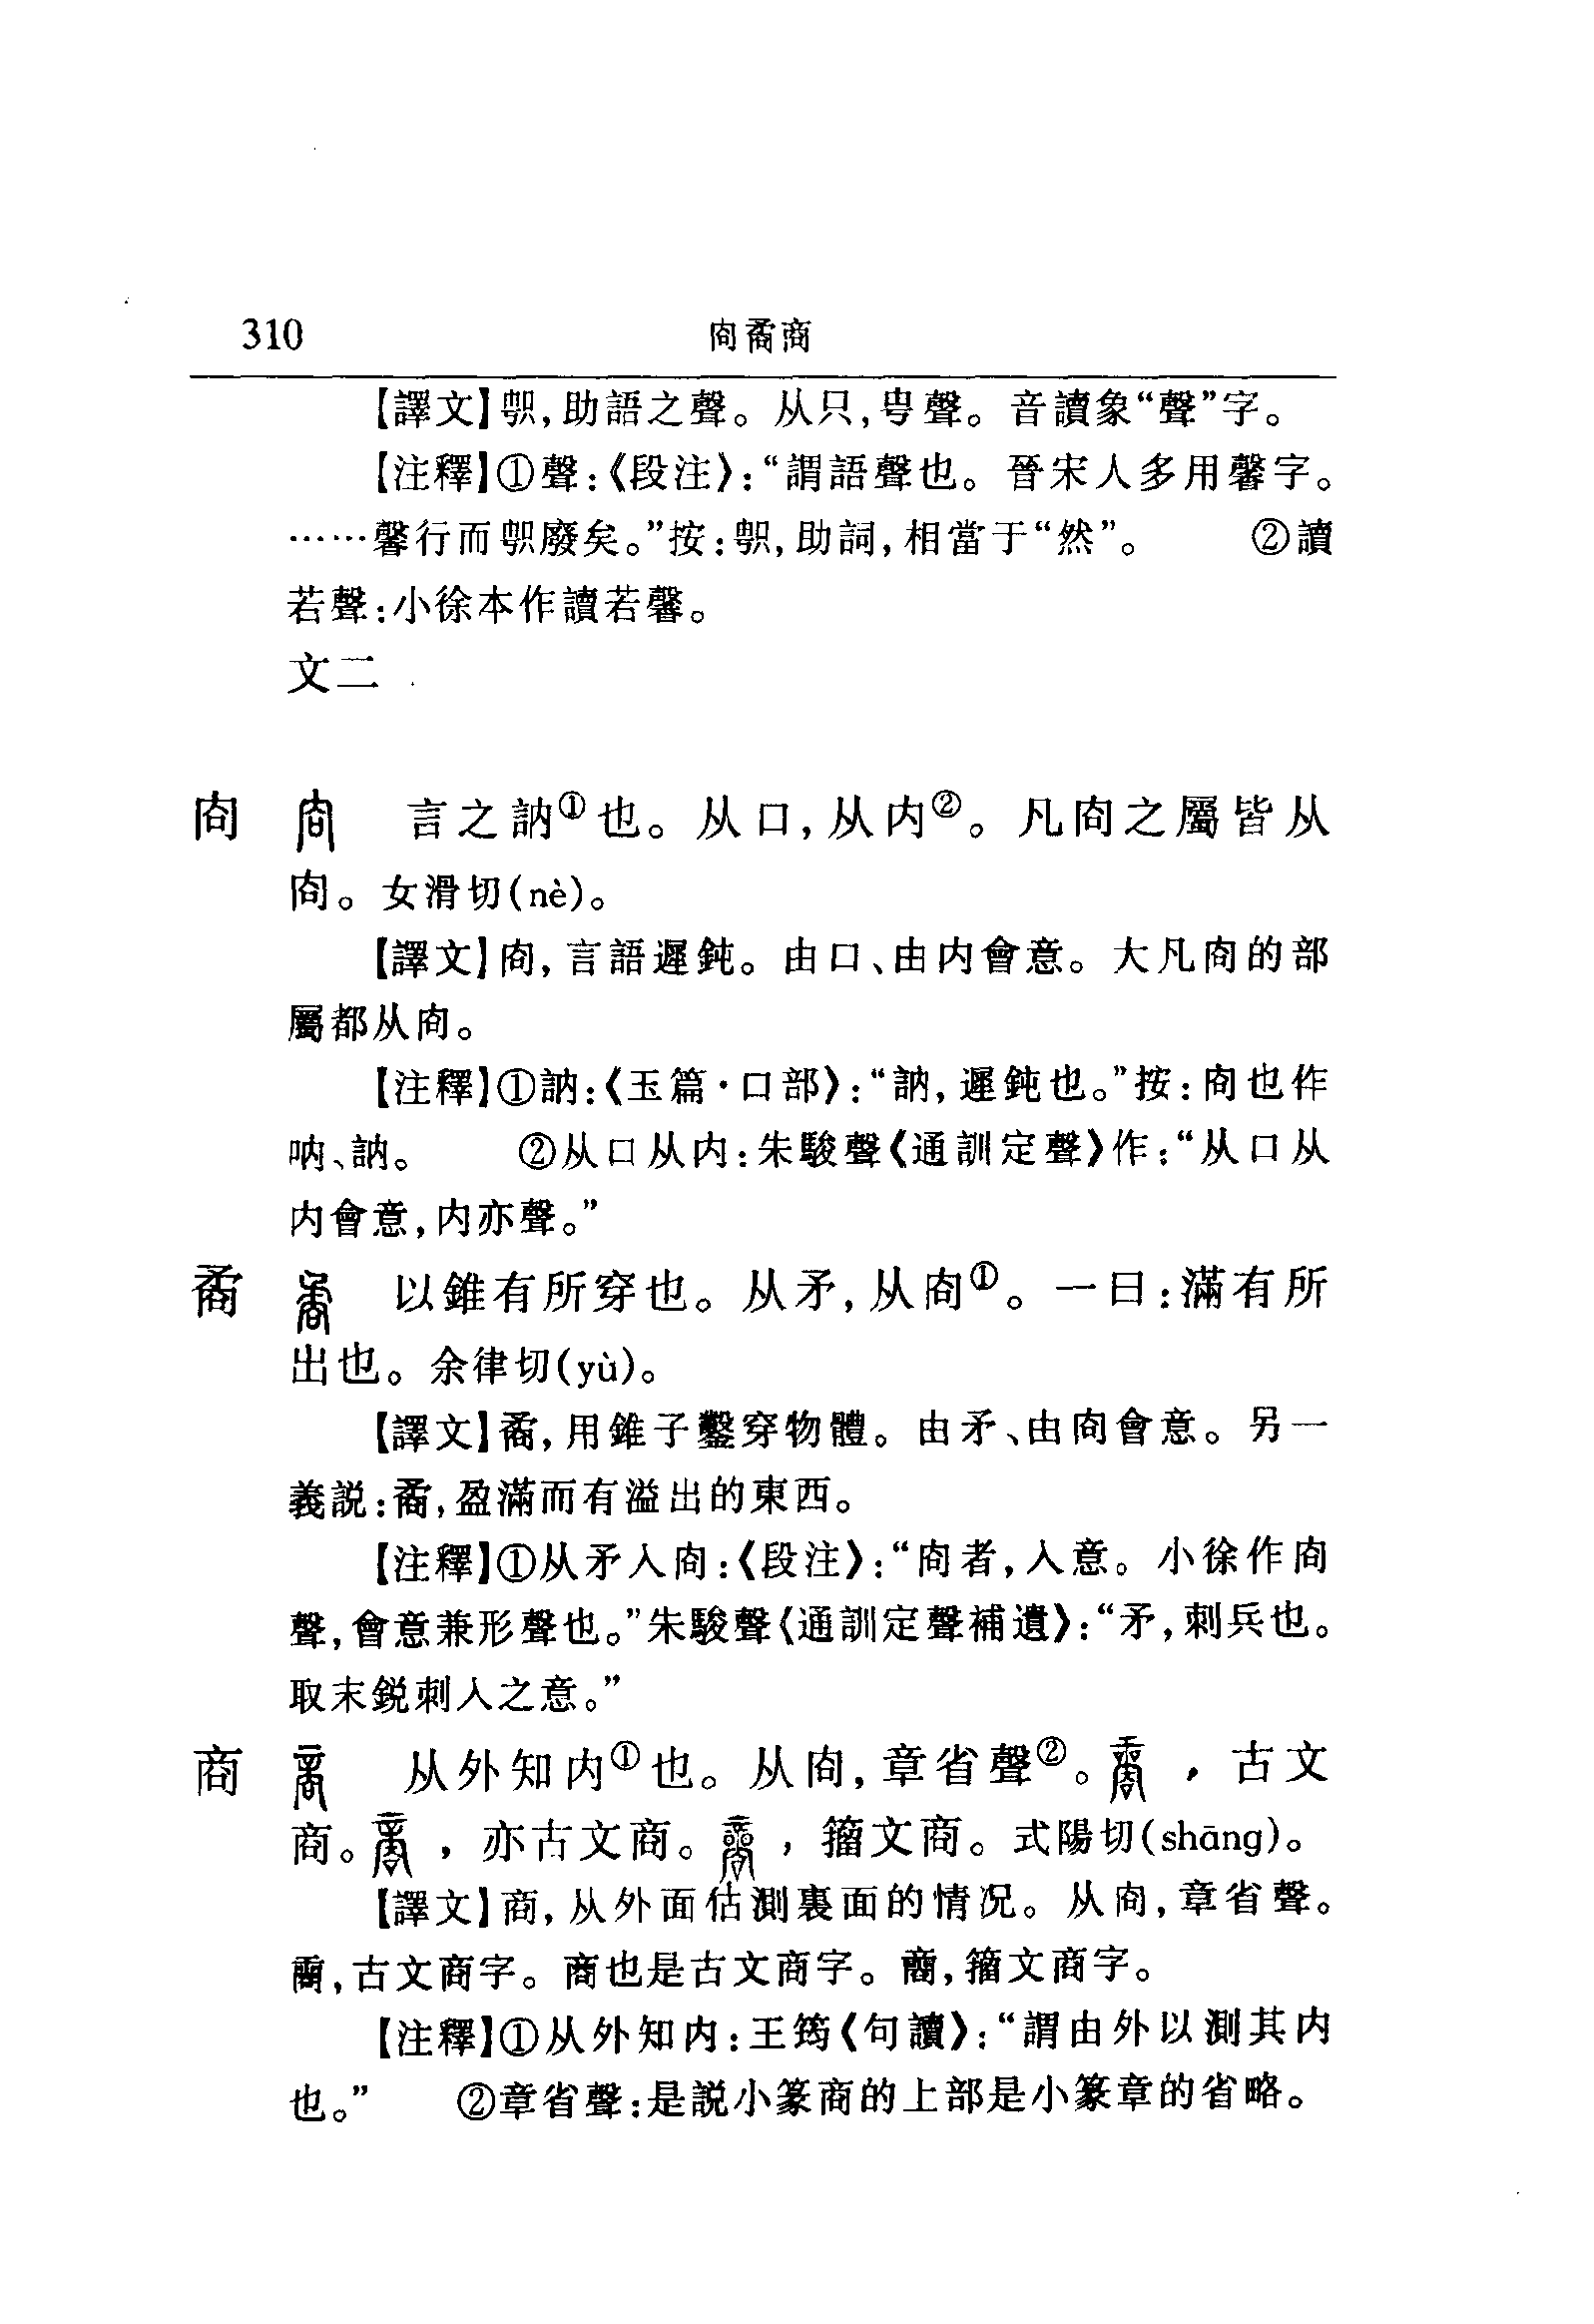 310 㕯矞商
【譯文】𠷎,助語之聲。从只,甹聲。音讀象“聲”字。
【注釋】①聲:《段注》:“謂語聲也。晉宋人多用馨字。
……馨行而𠷎廢矣。”按:𠷎,助詞,相當于“然”。 ②讀
若聲:小徐本作讀若馨。
文二
㕯 言之訥①也。从口,从内②。凡㕯之屬皆从
㕯。女滑切(nè)。
【譯文】㕯,言語遲鈍。由口、由内會意。大凡㕯的部
屬都从㕯。
【注釋】①訥:《玉篇·口部》:“訥,遲鈍也。”按:㕯也作
呐、訥。 ②从口从内:朱駿聲《通訓定聲》作:“从口从
内會意,内亦聲。”
矞 以錐有所穿也。从矛,从㕯①。一曰:滿有所
出也。余律切(yù)。
【譯文】矞,用錐子鑿穿物體。由矛、由㕯會意。另一
義説:矞,盈滿而有溢出的東西。
【注釋】①从矛入㕯:《段注》:“㕯者,入意。小徐作㕯
聲,會意兼形聲也。”朱駿聲《通訓定聲補遺》:“矛,刺兵也。
取末鋭刺入之意。”
商 从外知内①也。从㕯,章省聲②。 ,古文
商。 ,亦古文商。 ,籀文商。式陽切(shāng)。
【譯文】商,从外面估測裏面的情况。从㕯,章省聲。
,古文商字。 也是古文商字。 ,籀文商字。
【注釋】①从外知内:王筠《句讀》:“謂由外以測其内
也。” ②章省聲:是説小篆商的上部是小篆章的省略。